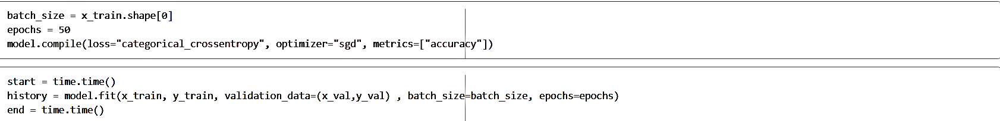 batch_size = x_train.shape[0]
epochs = 50
model.compile(loss="categorical_crossentropy", optimizer="sgd", metrics=["accuracy"])
start = time.time()
history = model.fit(x_train, y_train, validation_data=(x_val,y_val) , batch_size=batch_size, epochs=epochs)
end = time.time()